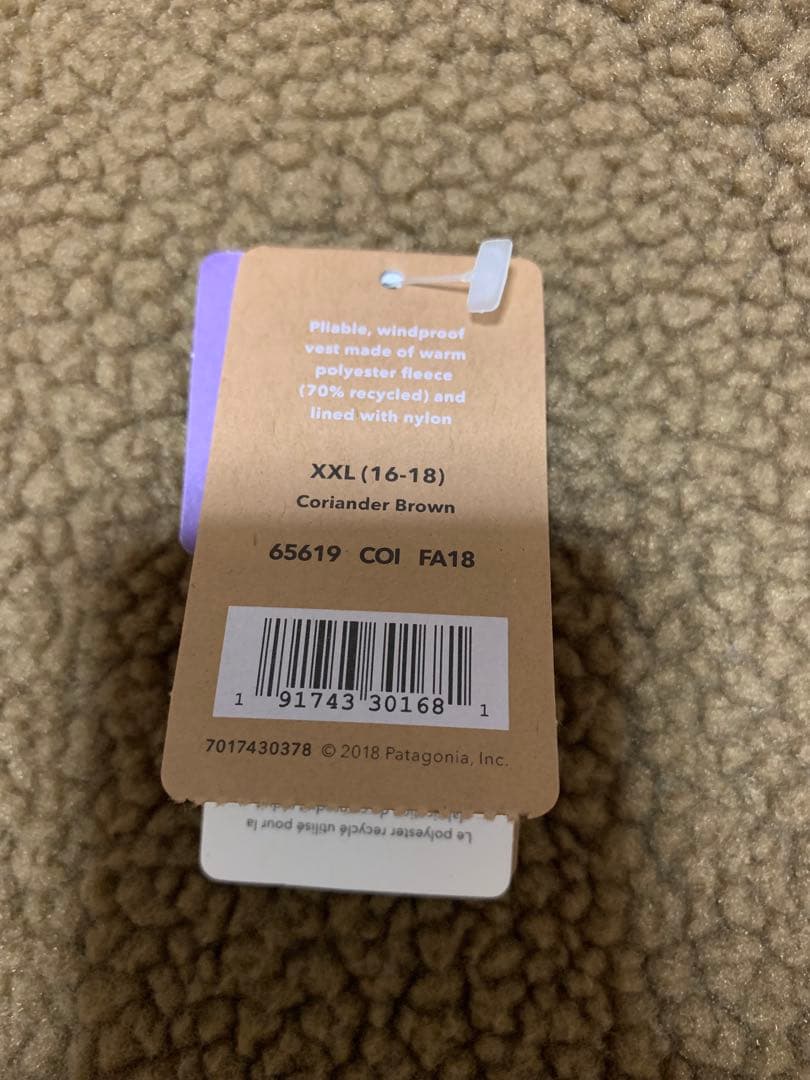 Pliable, windproof
vest made of warm
polyester fleece
(70% recycled) and
lined with nylon
XXL (16-18)
Coriander Brown
65619 COI FA18
1 91743 30168 1
7017430378 © 2018 Patagonia, Inc.
Le polyester recyclé utilisé pour la